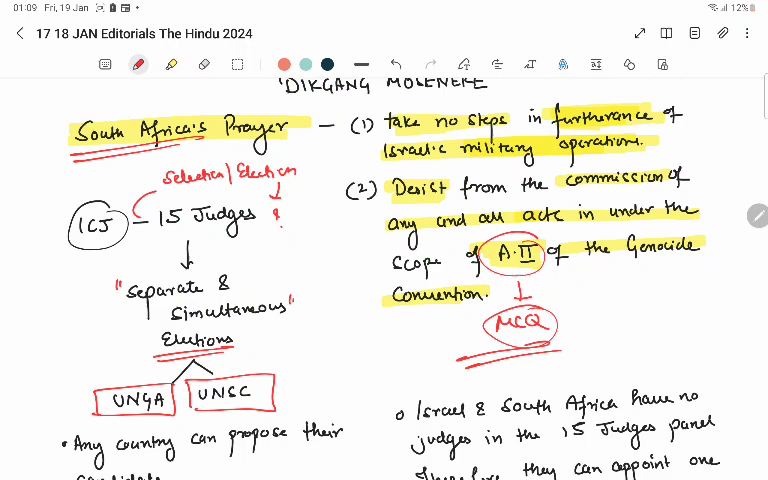 01:09 Fri, 19 Jan
12%
17 18 JAN Editorials The Hindu 2024
'DIKGANG MOSENEKE
South Africa's Prayer – (1) take no steps in furtherance of
Israel's military operations.
(2) Desist from the commission of
any and all acts in under the
scope of A·II of the Genocide
Convention.
MCQ
Selection/Election
ICJ – 15 Judges ?
"Separate &
Simultaneous"
Elections
UNGA UNSC
• Any country can propose their
candidate
o Israel & South Africa have no
judges in the 15 Judges panel
Therefore they can appoint one